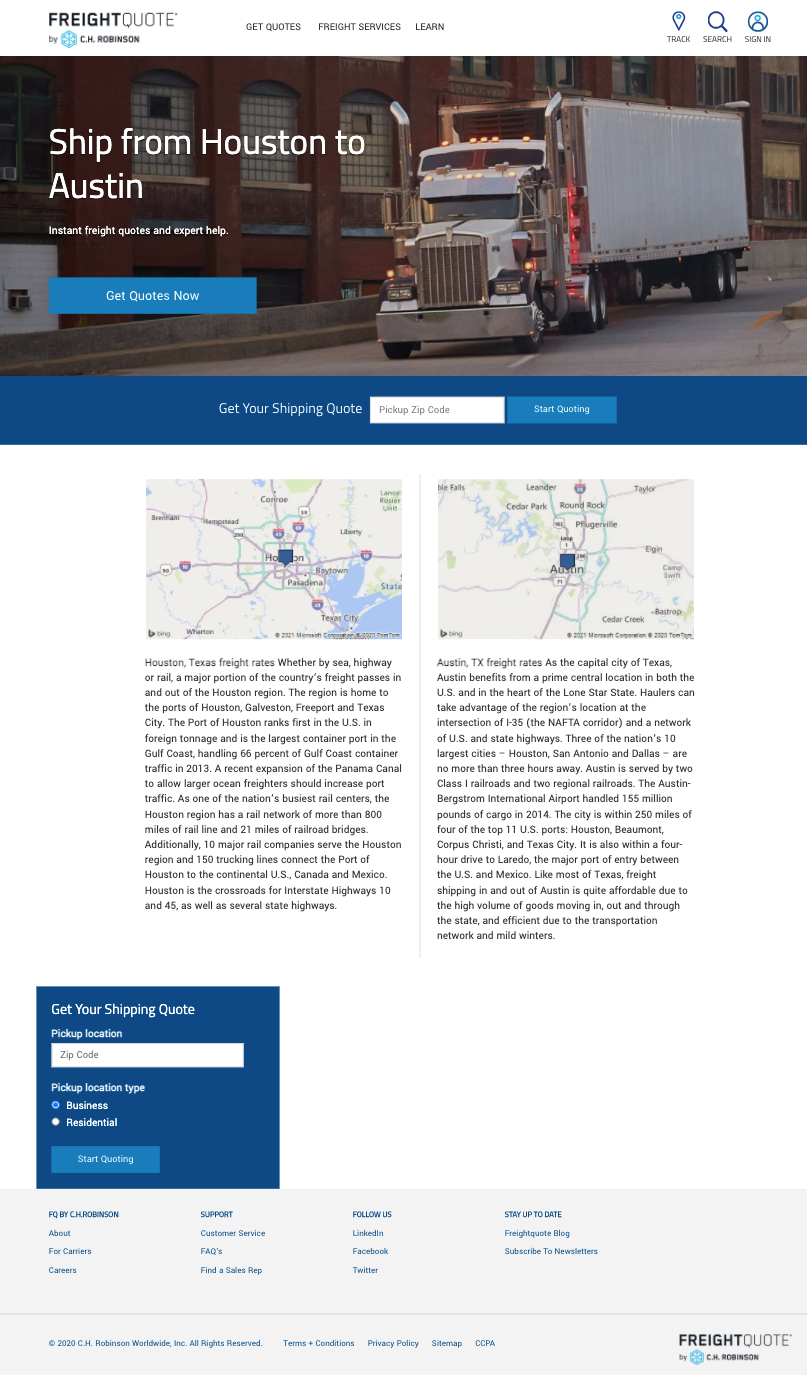 FREIGHTQUOTE
by C.H. ROBINSON
GET QUOTES FREIGHT SERVICES LEARN
TRACK SEARCH SIGN IN
Ship from Houston to
Austin
Instant freight quotes and expert help.
Get Quotes Now
Get Your Shipping Quote Pickup Zip Code Start Quoting
Conroe
Lance
Rosier
Unit
59
Brenham
Hempstead
290
45
69
Liberty
Houston
90
10
10
Baytown
Pasadena
State
45
Texas City
Wharton
bing
© 2021 Microsoft Corporation © 2020 TomTom
Houston, Texas freight rates Whether by sea, highway
or rail, a major portion of the country's freight passes in
and out of the Houston region. The region is home to
the ports of Houston, Galveston, Freeport and Texas
City. The Port of Houston ranks first in the U.S. in
foreign tonnage and is the largest container port in the
Gulf Coast, handling 66 percent of Gulf Coast container
traffic in 2013. A recent expansion of the Panama Canal
to allow larger ocean freighters should increase port
traffic. As one of the nation's busiest rail centers, the
Houston region has a rail network of more than 800
miles of rail line and 21 miles of railroad bridges.
Additionally, 10 major rail companies serve the Houston
region and 150 trucking lines connect the Port of
Houston to the continental U.S., Canada and Mexico.
Houston is the crossroads for Interstate Highways 10
and 45, as well as several state highways.
ble Falls
Leander
Taylor
Cedar Park
Round Rock
183
Pflugerville
Loop
1
290
Elgin
Austin
Camp
Swift
71
Bastrop
Cedar Creek
bing
© 2021 Microsoft Corporation © 2020 TomTom
Austin, TX freight rates As the capital city of Texas,
Austin benefits from a prime central location in both the
U.S. and in the heart of the Lone Star State. Haulers can
take advantage of the region's location at the
intersection of I-35 (the NAFTA corridor) and a network
of U.S. and state highways. Three of the nation's 10
largest cities – Houston, San Antonio and Dallas – are
no more than three hours away. Austin is served by two
Class I railroads and two regional railroads. The Austin-
Bergstrom International Airport handled 155 million
pounds of cargo in 2014. The city is within 250 miles of
four of the top 11 U.S. ports: Houston, Beaumont,
Corpus Christi, and Texas City. It is also within a four-
hour drive to Laredo, the major port of entry between
the U.S. and Mexico. Like most of Texas, freight
shipping in and out of Austin is quite affordable due to
the high volume of goods moving in, out and through
the state, and efficient due to the transportation
network and mild winters.
Get Your Shipping Quote
Pickup location
Zip Code
Pickup location type
Business
Residential
Start Quoting
FQ BY C.H.ROBINSON
About
For Carriers
Careers
SUPPORT
Customer Service
FAQ's
Find a Sales Rep
FOLLOW US
LinkedIn
Facebook
Twitter
STAY UP TO DATE
Freightquote Blog
Subscribe To Newsletters
© 2020 C.H. Robinson Worldwide, Inc. All Rights Reserved. Terms + Conditions Privacy Policy Sitemap CCPA
FREIGHTQUOTE
by C.H. ROBINSON